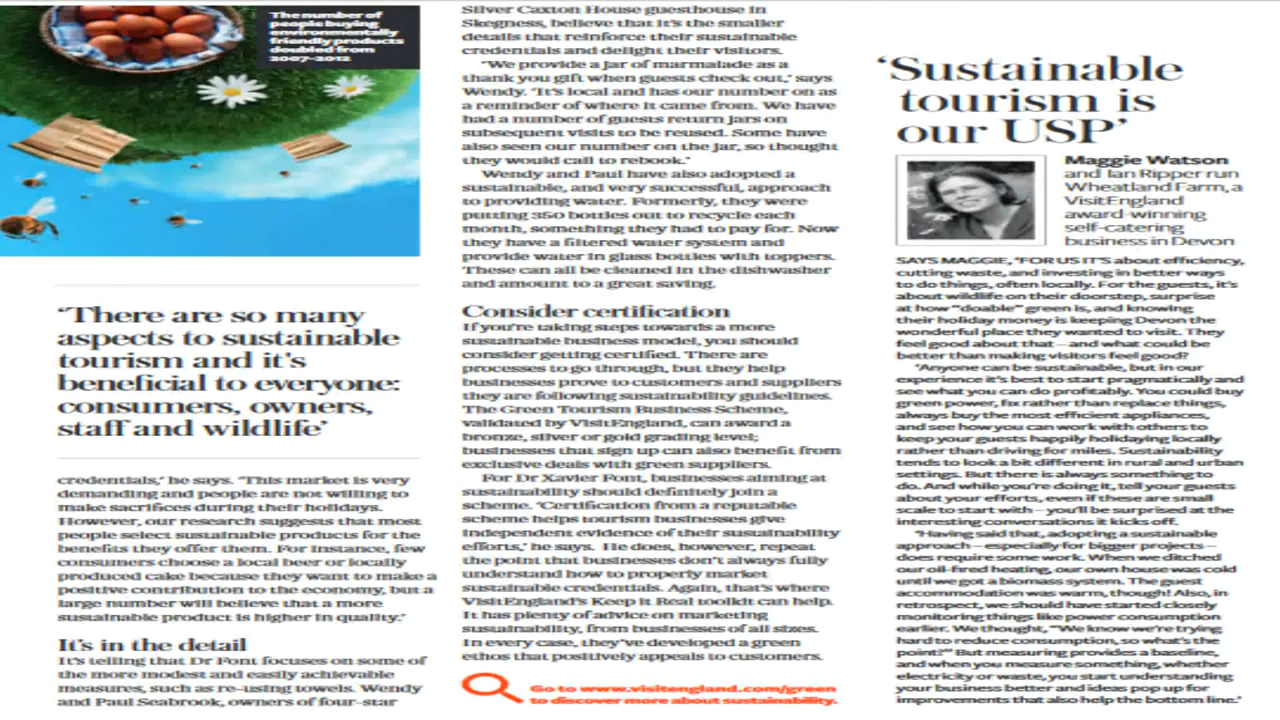 The number of
people buying
environmentally
friendly products
doubled from
2007-2012
'There are so many
aspects to sustainable
tourism and it's
beneficial to everyone:
consumers, owners,
staff and wildlife'
credentials,' he says. 'This market is very
demanding and people are not willing to
make sacrifices during their holidays.
However, our research suggests that most
people select sustainable products for the
benefits they offer them. For instance, few
consumers choose a local beer or locally
produced cake because they want to make a
positive contribution to the economy, but a
large number will believe that a more
sustainable product is higher in quality.'
It's in the detail
It's telling that Dr Font focuses on some of
the more modest and easily achievable
measures, such as re-using towels. Wendy
and Paul Seabrook, owners of four-star
Silver Caxton House guesthouse in
Skegness, believe that it's the smaller
details that reinforce their sustainable
credentials and delight their visitors.
'We provide a jar of marmalade as a
thank you gift when guests check out,' says
Wendy. 'It's local and has our number on as
a reminder of where it came from. We have
had a number of guests return jars on
subsequent visits to be reused. Some have
also seen our number on the jar, so thought
they would call to rebook.'
Wendy and Paul have also adopted a
sustainable, and very successful, approach
to providing water. Formerly, they were
putting 350 bottles out to recycle each
month, something they had to pay for. Now
they have a filtered water system and
provide water in glass bottles with toppers.
These can all be cleaned in the dishwasher
and amount to a great saving.
Consider certification
If you're taking steps towards a more
sustainable business model, you should
consider getting certified. There are
processes to go through, but they help
businesses prove to customers and suppliers
they are following sustainability guidelines.
The Green Tourism Business Scheme,
validated by VisitEngland, can award a
bronze, silver or gold grading level;
businesses that sign up can also benefit from
exclusive deals with green suppliers.
For Dr Xavier Font, businesses aiming at
sustainability should definitely join a
scheme. 'Certification from a reputable
scheme helps tourism businesses give
independent evidence of their sustainability
efforts,' he says. He does, however, repeat
the point that businesses don't always fully
understand how to properly market
sustainable credentials. Again, that's where
VisitEngland's Keep it Real toolkit can help.
It has plenty of advice on marketing
sustainability, from businesses of all sizes.
In every case, they've developed a green
ethos that positively appeals to customers.
Go to www.visitengland.com/green
to discover more about sustainability.
'Sustainable
tourism is
our USP'
Maggie Watson
and Ian Ripper run
Wheatland Farm, a
VisitEngland
award-winning
self-catering
business in Devon
SAYS MAGGIE, 'FOR US IT'S about efficiency,
cutting waste, and investing in better ways
to do things, often locally. For the guests, it's
about wildlife on their doorstep, surprise
at how "doable" green is, and knowing
their holiday money is keeping Devon the
wonderful place they wanted to visit. They
feel good about that – and what could be
better than making visitors feel good?
'Anyone can be sustainable, but in our
experience it's best to start pragmatically and
see what you can do profitably. You could buy
green power, fix rather than replace things,
always buy the most efficient appliances,
and see how you can work with others to
keep your guests happily holidaying locally
rather than driving for miles. Sustainability
tends to look a bit different in rural and urban
settings. But there is always something to
do. And while you're doing it, tell your guests
about your efforts, even if these are small
scale to start with – you'll be surprised at the
interesting conversations it kicks off.
'Having said that, adopting a sustainable
approach – especially for bigger projects –
does require some work. When we ditched
our oil-fired heating, our own house was cold
until we got a biomass system. The guest
accommodation was warm, though! Also, in
retrospect, we should have started closely
monitoring things like power consumption
earlier. We thought, "We know we're trying
hard to reduce consumption, so what's the
point?" But measuring provides a baseline,
and when you measure something, whether
electricity or waste, you start understanding
your business better and ideas pop up for
improvements that also help the bottom line.'